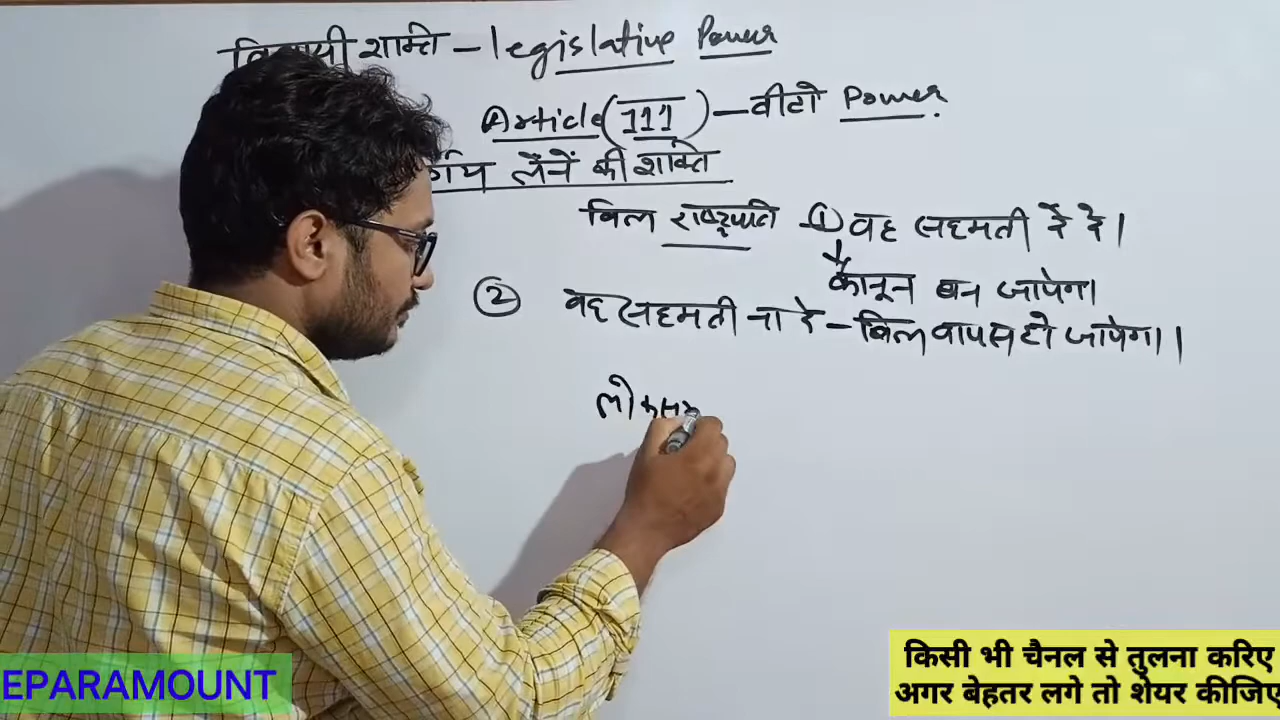 शक्ति - legislative Power
Article (111) - वीटो Power.
र्णय लेंनें की शक्ति
बिल राष्ट्रपति ① वह सहमती दे दे।
कानून बन जायेगा।
② वह सहमती ना दे - बिल वापस हो जायेगा।
लोकस
EPARAMOUNT
किसी भी चैनल से तुलना करिए
अगर बेहतर लगे तो शेयर कीजिए